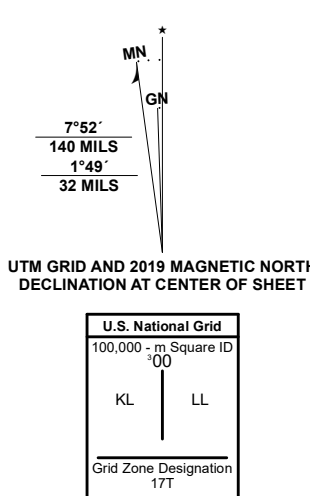 ★
MN
GN
7°52´
140 MILS
1°49´
32 MILS
UTM GRID AND 2019 MAGNETIC NORTH
DECLINATION AT CENTER OF SHEET
U.S. National Grid
100,000 - m Square ID
³00
KL LL
Grid Zone Designation
17T